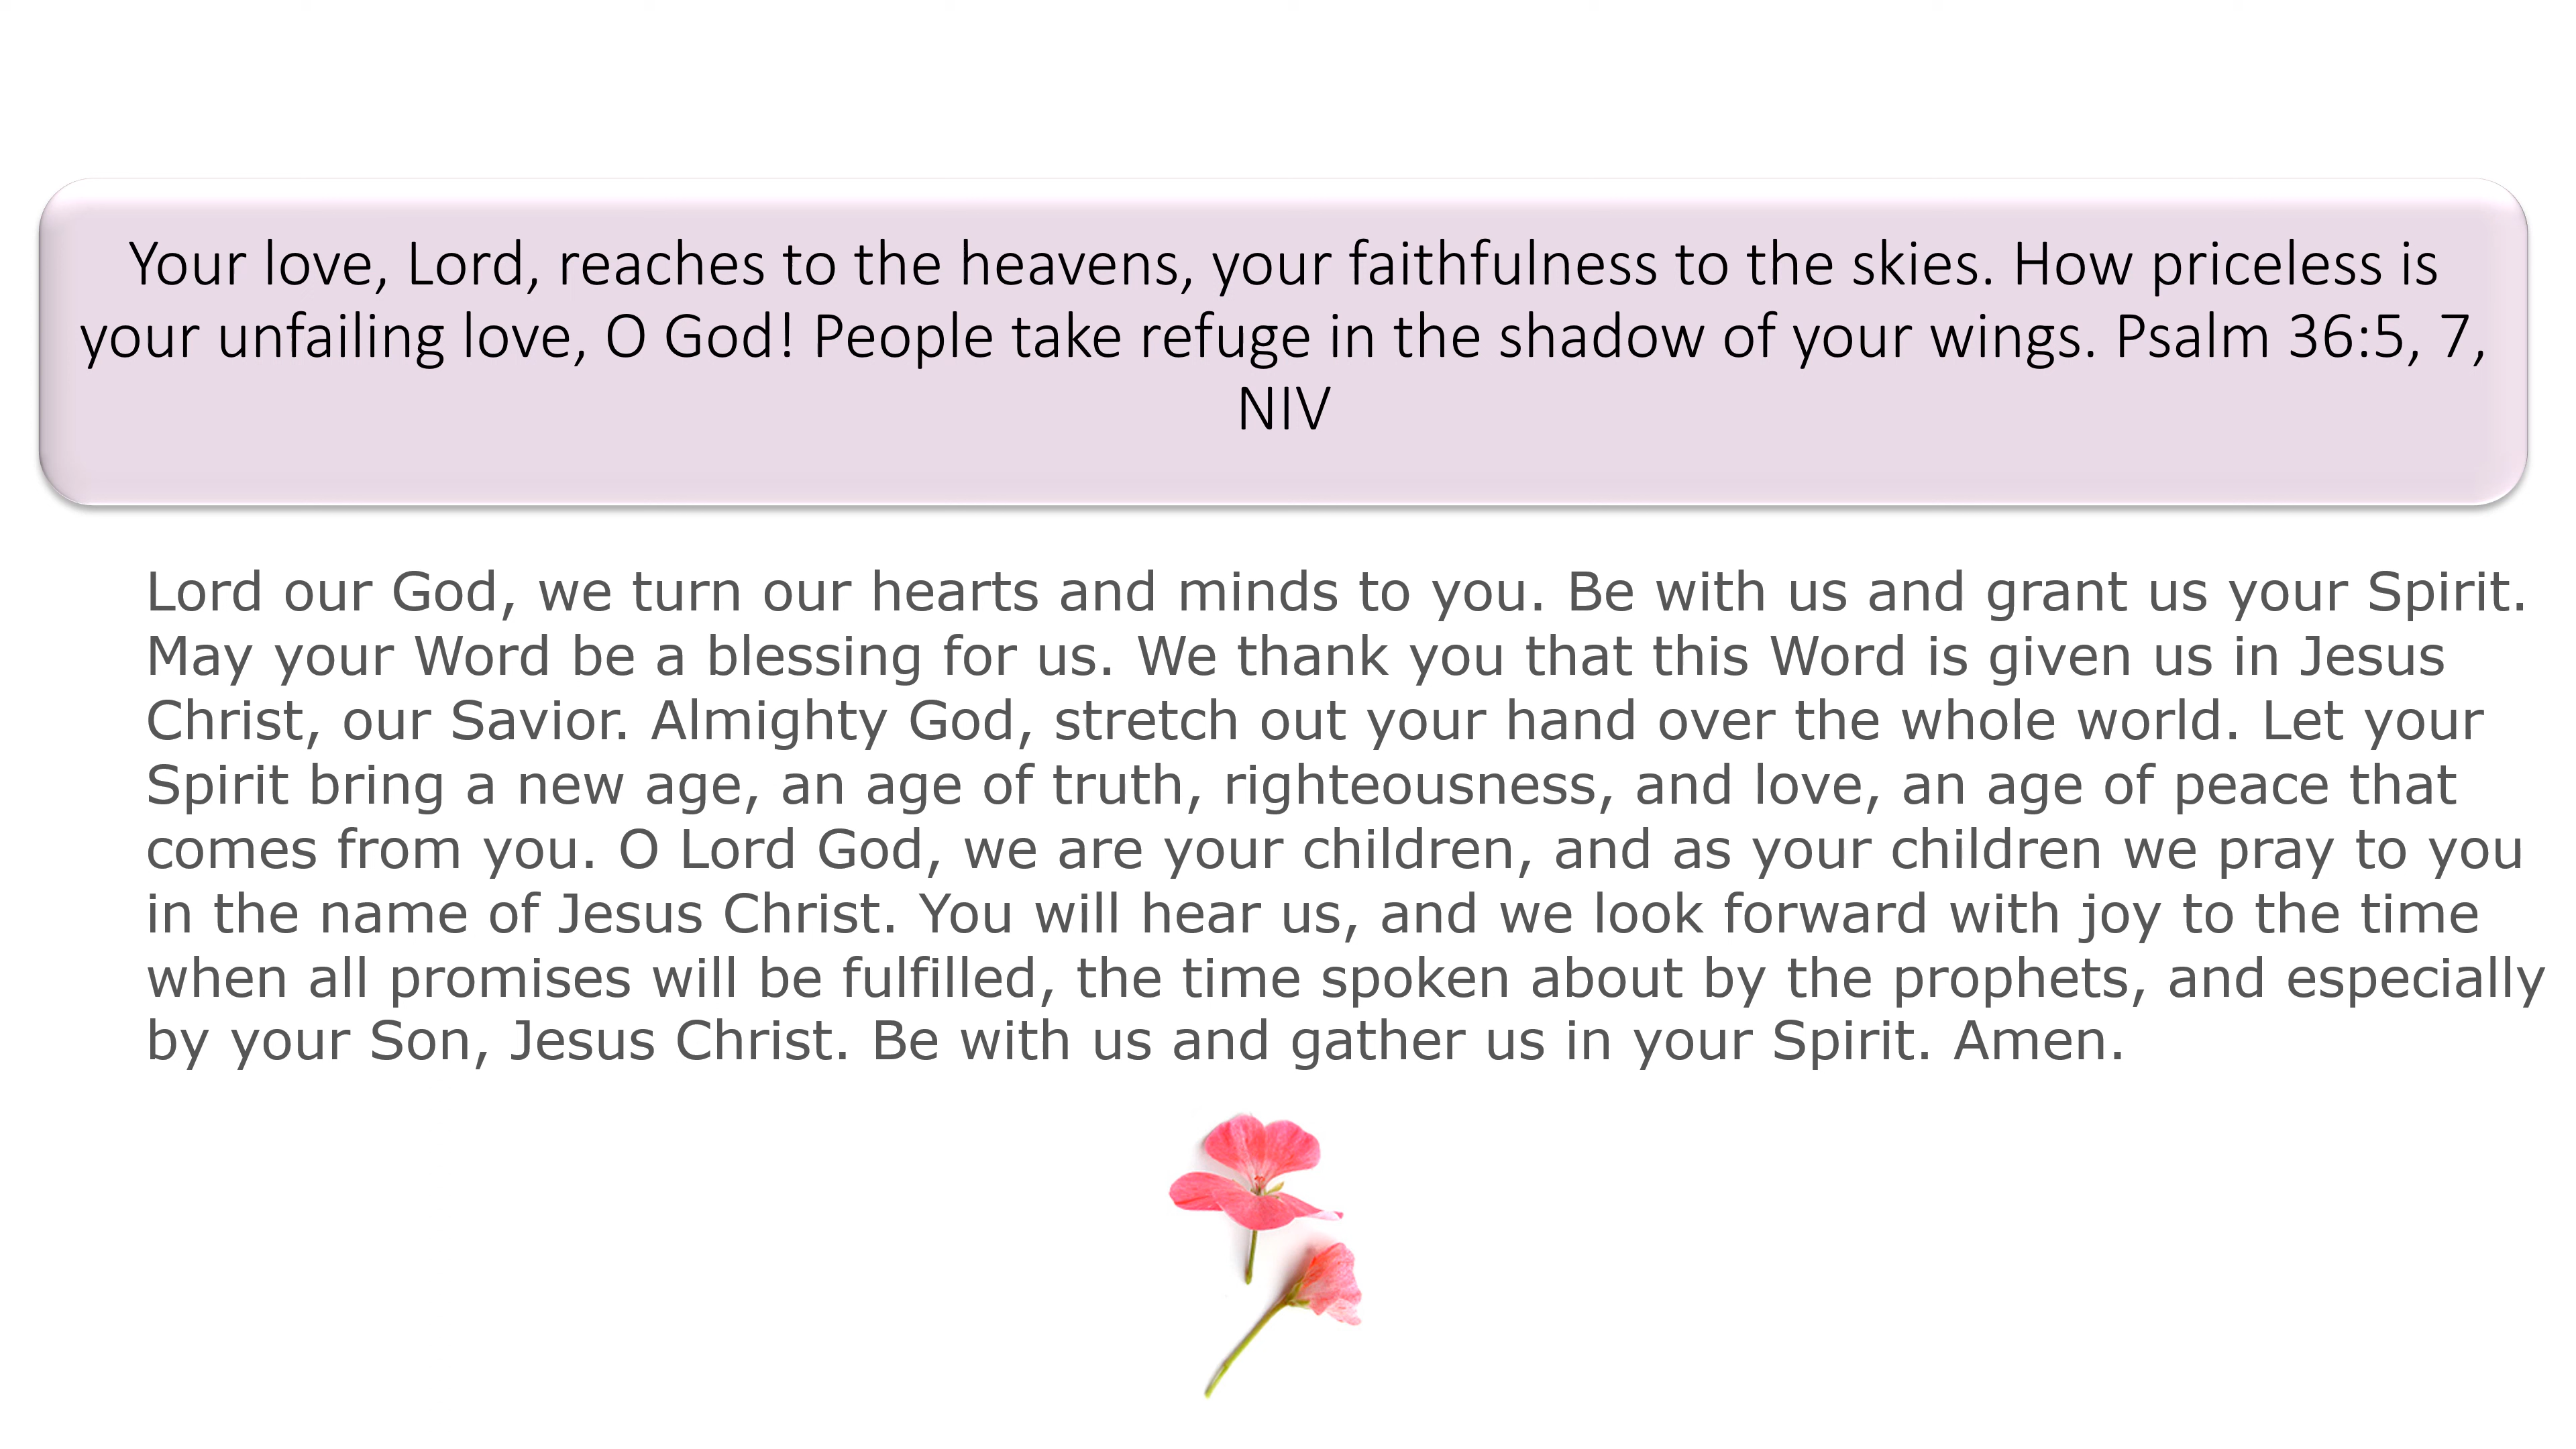 Your love, Lord, reaches to the heavens, your faithfulness to the skies. How priceless is
your unfailing love, O God! People take refuge in the shadow of your wings. Psalm 36:5, 7,
NIV
Lord our God, we turn our hearts and minds to you. Be with us and grant us your Spirit.
May your Word be a blessing for us. We thank you that this Word is given us in Jesus
Christ, our Savior. Almighty God, stretch out your hand over the whole world. Let your
Spirit bring a new age, an age of truth, righteousness, and love, an age of peace that
comes from you. O Lord God, we are your children, and as your children we pray to you
in the name of Jesus Christ. You will hear us, and we look forward with joy to the time
when all promises will be fulfilled, the time spoken about by the prophets, and especially
by your Son, Jesus Christ. Be with us and gather us in your Spirit. Amen.